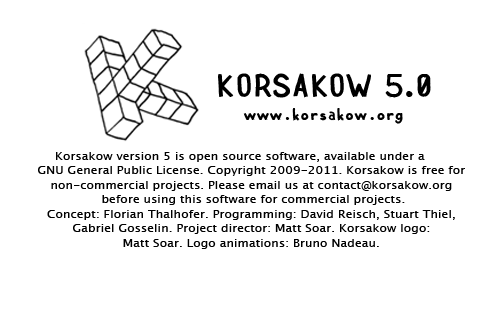 KORSAKOW 5.0
www.korsakow.org
Korsakow version 5 is open source software, available under a
GNU General Public License. Copyright 2009-2011. Korsakow is free for
non-commercial projects. Please email us at contact@korsakow.org
before using this software for commercial projects.
Concept: Florian Thalhofer. Programming: David Reisch, Stuart Thiel,
Gabriel Gosselin. Project director: Matt Soar. Korsakow logo:
Matt Soar. Logo animations: Bruno Nadeau.